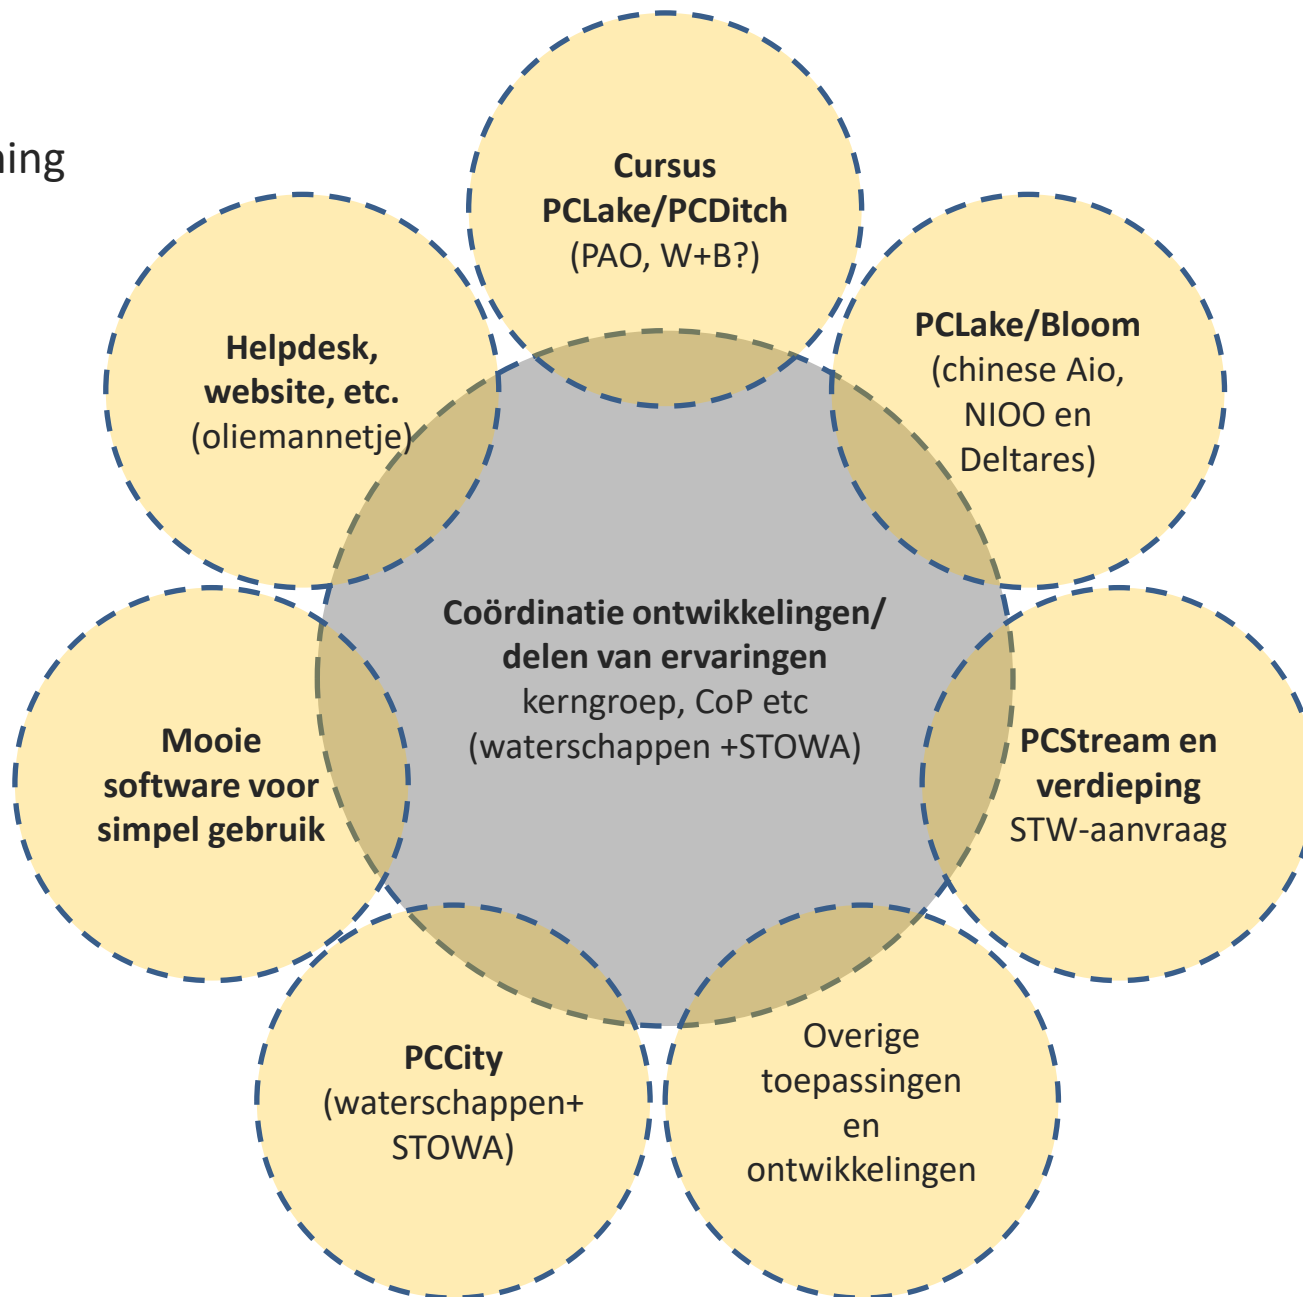 ning
Cursus
PCLake/PCDitch
(PAO, W+B?)
Helpdesk,
website, etc.
(oliemannetje)
PCLake/Bloom
(chinese Aio,
NIOO en
Deltares)
Coördinatie ontwikkelingen/
delen van ervaringen
kerngroep, CoP etc
(waterschappen +STOWA)
Mooie
software voor
simpel gebruik
PCStream en
verdieping
STW-aanvraag
PCCity
(waterschappen+
STOWA)
Overige
toepassingen
en
ontwikkelingen